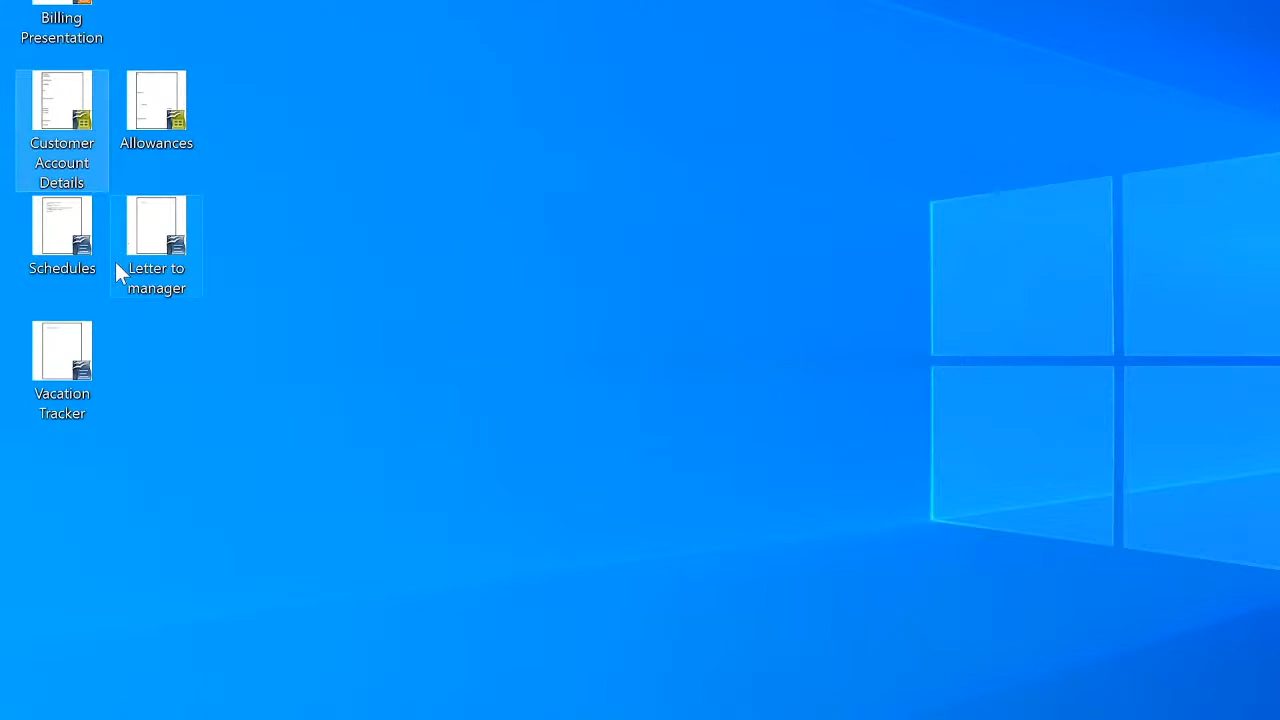 Billing
Presentation
Customer
Account
Details
Allowances
Schedules
Letter to
manager
Vacation
Tracker